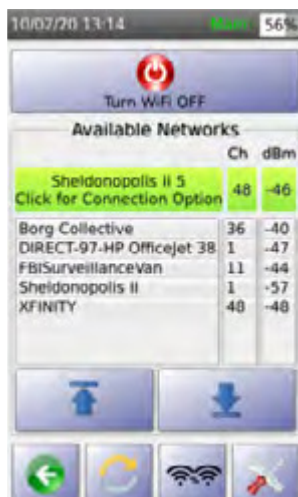 10/07/20 13:14 56%
Turn WiFi OFF
Available Networks
Ch dBm
Sheldonopolis II 5
Click for Connection Option 48 -46
Borg Collective 36 -40
DIRECT-97-HP OfficeJet 38 1 -47
FBISurveillanceVan 11 -44
Sheldonopolis II 1 -57
XFINITY 48 -48